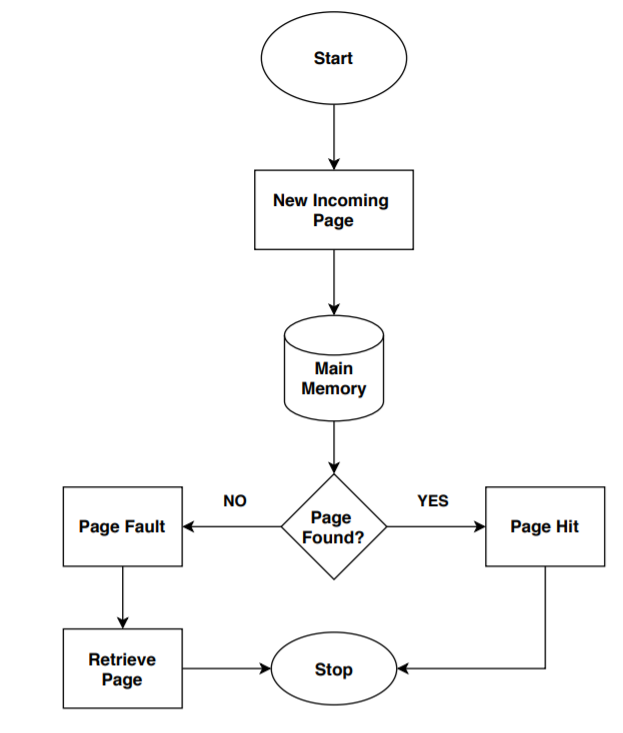 Start
New Incoming
Page
Main
Memory
NO
YES
Page Fault
Page
Found?
Page Hit
Retrieve
Page
Stop